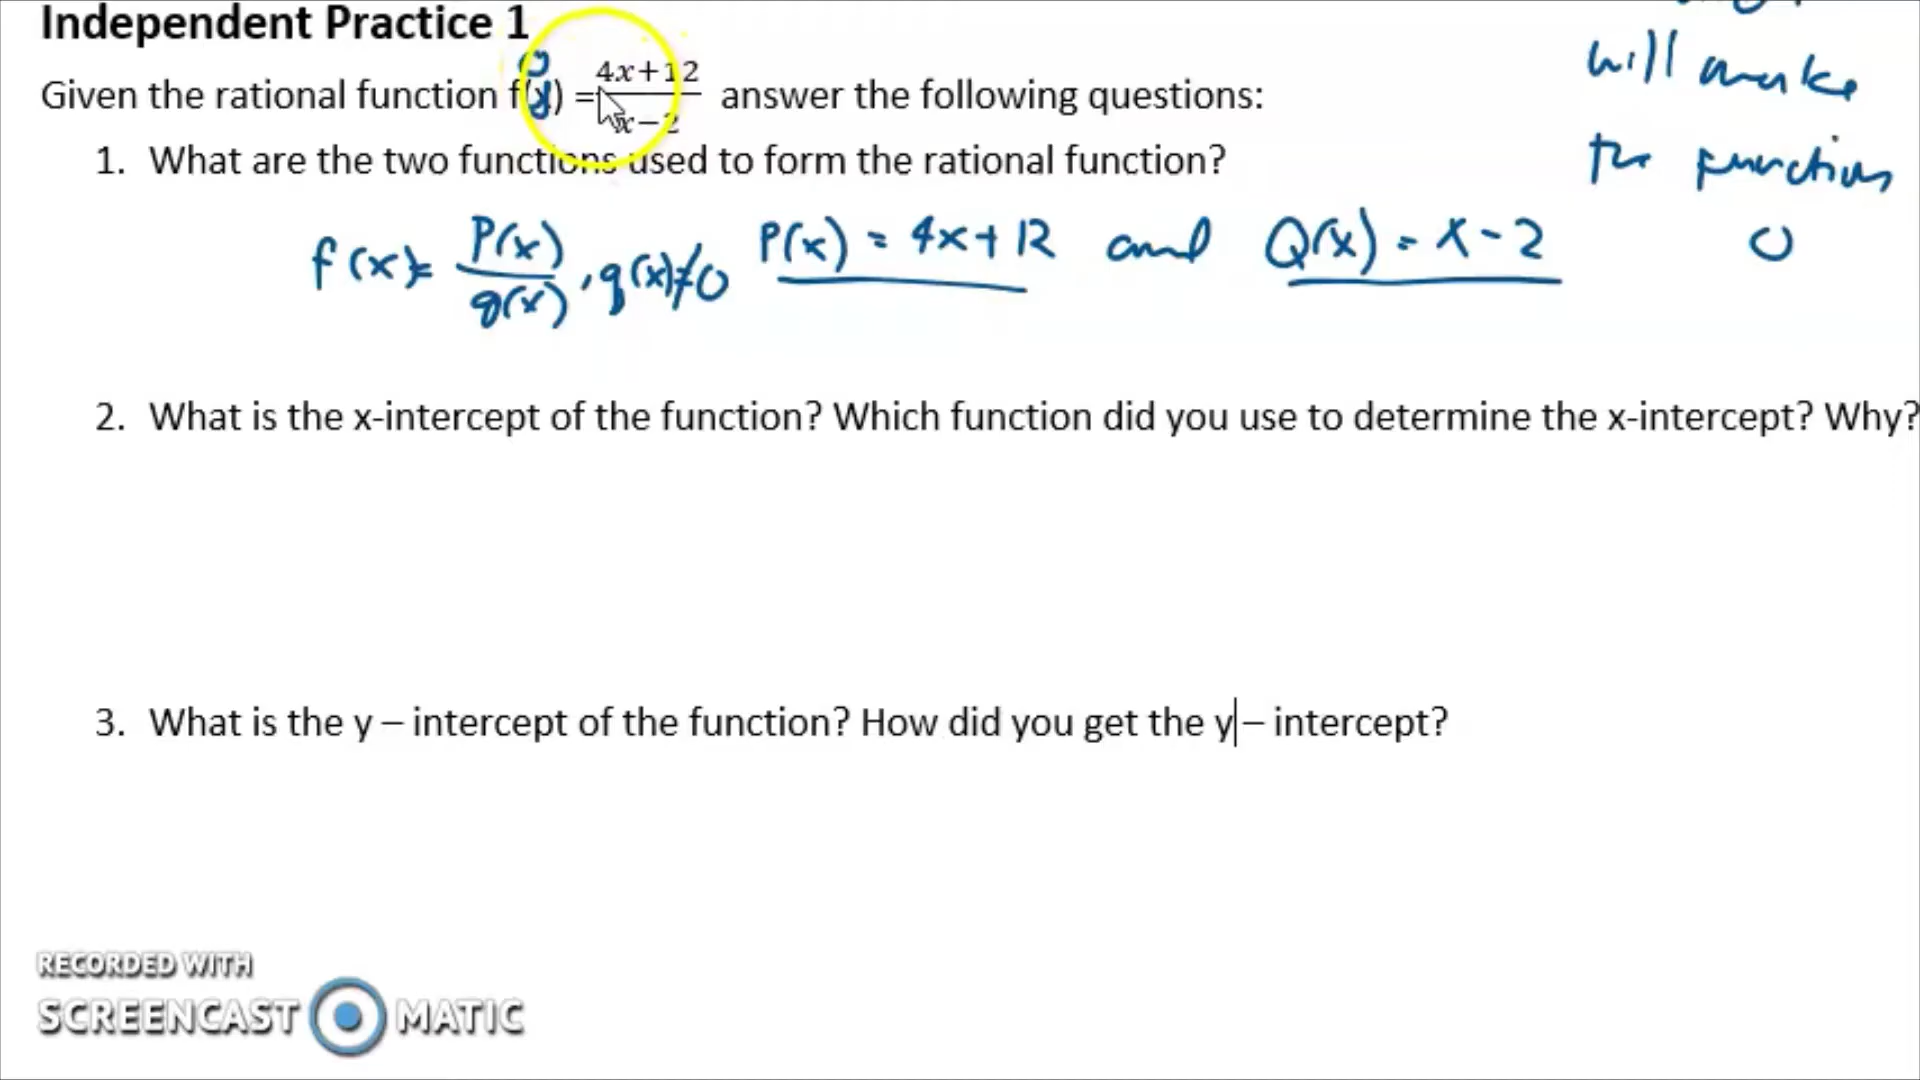 Independent Practice 1
will make
Given the rational function f(x) = 4x+12 / x−2 answer the following questions:
the functions
0
1. What are the two functions used to form the rational function?
f(x) = P(x) / q(x) , q(x)≠0 P(x) = 4x+12 and Q(x) = x-2
2. What is the x-intercept of the function? Which function did you use to determine the x-intercept? Why?
3. What is the y – intercept of the function? How did you get the y – intercept?
RECORDED WITH
SCREENCAST MATIC